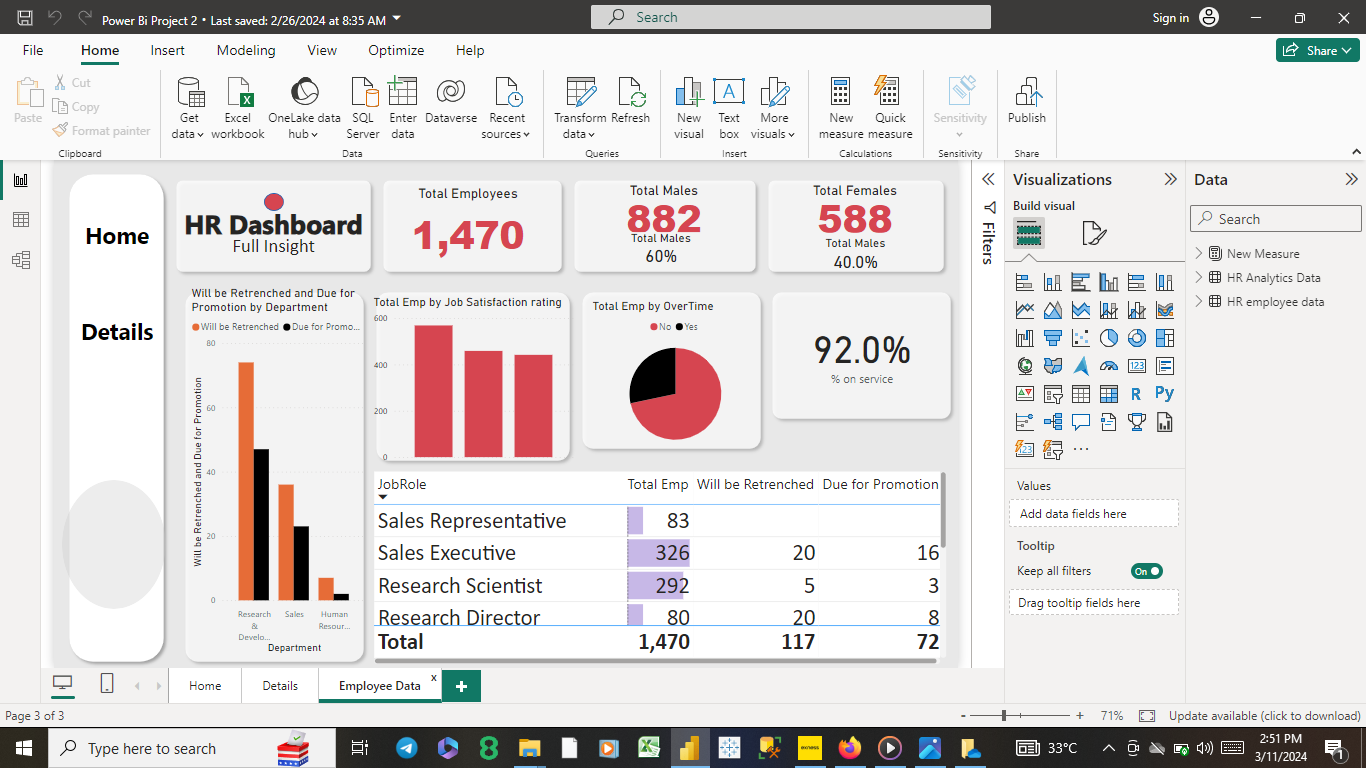 Power Bi Project 2 • Last saved: 2/26/2024 at 8:35 AM
Search
Sign in
File Home Insert Modeling View Optimize Help
Share
Paste
Cut
Copy
Format painter
Clipboard
Get data
Excel workbook
OneLake data hub
SQL Server
Enter data
Dataverse
Recent sources
Data
Transform data
Refresh
Queries
New visual
Text box
More visuals
Insert
New measure
Quick measure
Calculations
Sensitivity
Sensitivity
Publish
Share
Home
Details
HR Dashboard
Full Insight
Total Employees
1,470
Total Males
882
Total Males
60%
Total Females
588
Total Males
40.0%
Will be Retrenched and Due for
Promotion by Department
Will be Retrenched Due for Promo...
Will be Retrenched and Due for Promotion
80
60
40
20
0
Research & Develo...
Sales
Human Resour...
Department
Total Emp by Job Satisfaction rating
600
400
200
0
Total Emp by OverTime
No Yes
92.0%
% on service
JobRole Total Emp Will be Retrenched Due for Promotion
Sales Representative 83
Sales Executive 326 20 16
Research Scientist 292 5 3
Research Director 80 20 8
Total 1,470 117 72
Filters
Visualizations
Build visual
123
R Py
123
Values
Add data fields here
Tooltip
Keep all filters On
Drag tooltip fields here
Data
Search
New Measure
HR Analytics Data
HR employee data
Home Details Employee Data x +
Page 3 of 3
- + 71% Update available (click to download)
Type here to search
exness
33°C
2:51 PM
3/11/2024
1